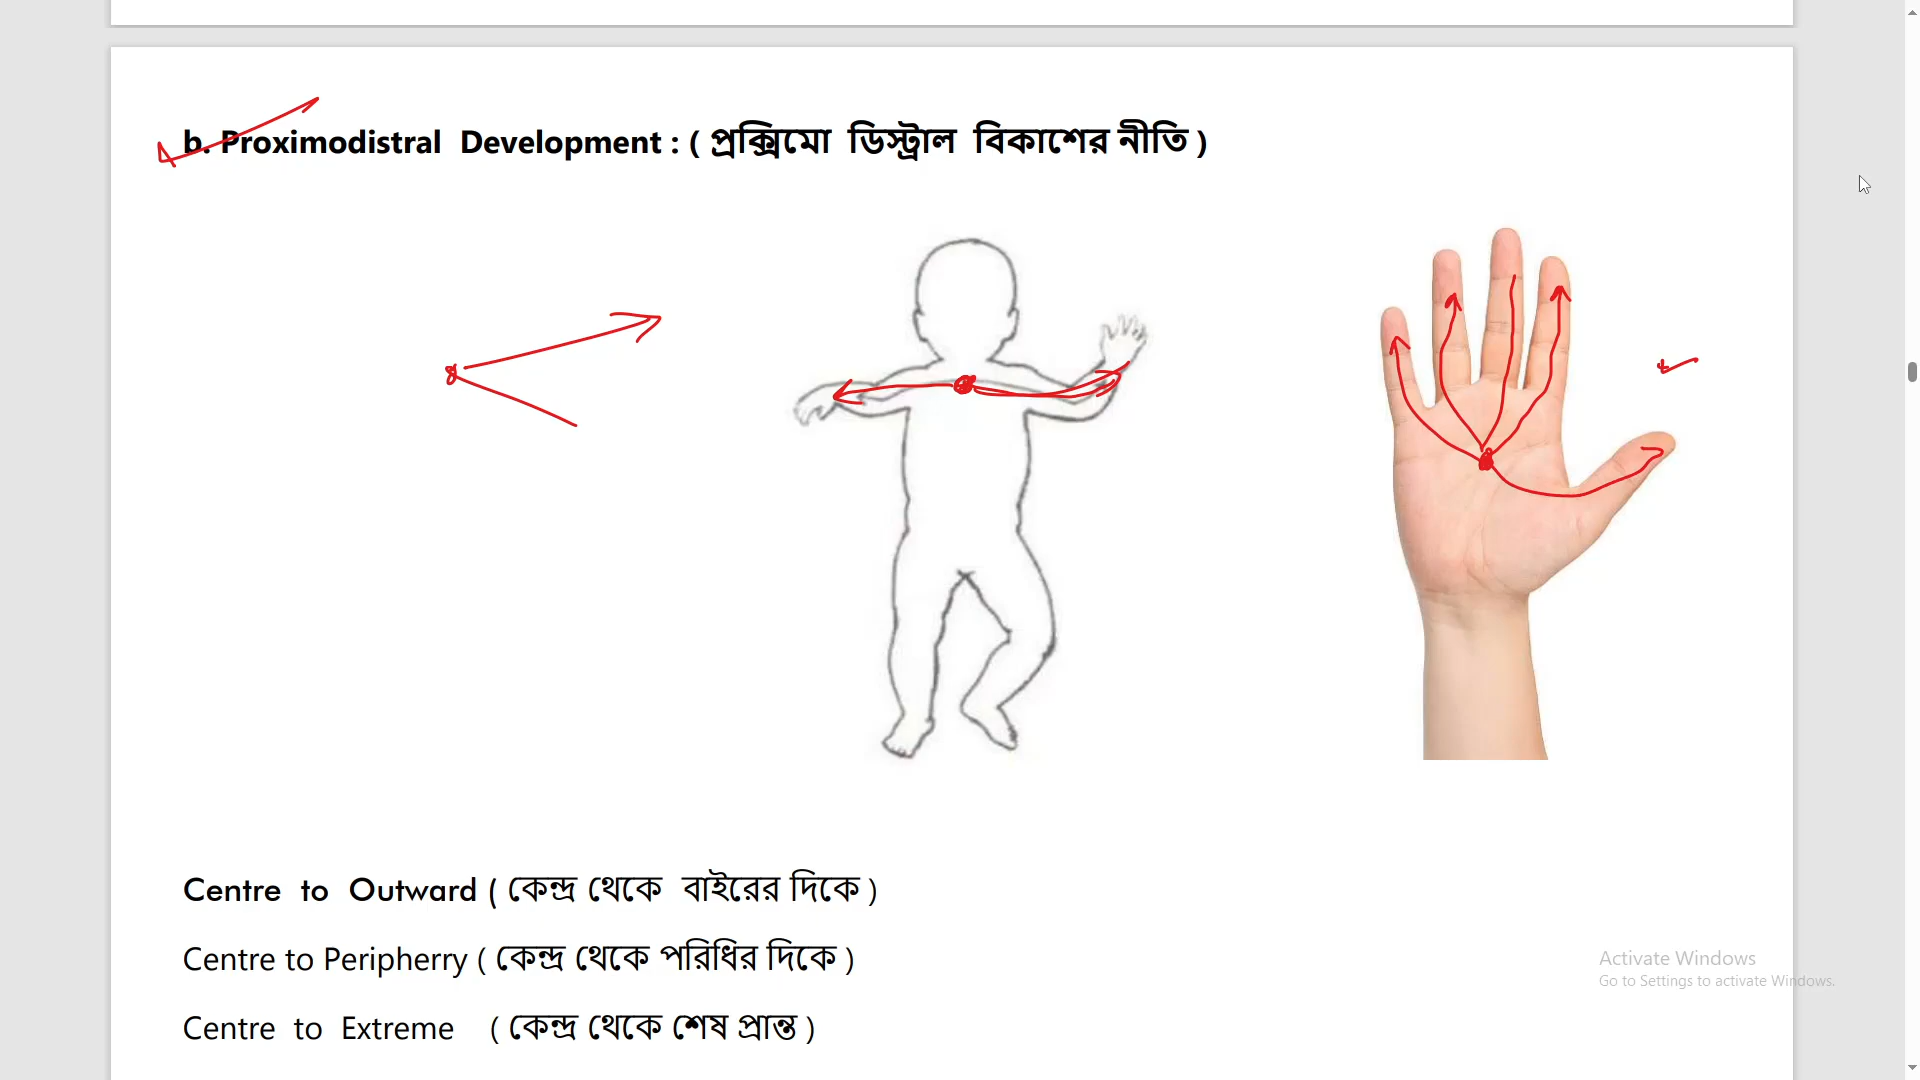 b. Proximodistral Development : ( প্রক্সিমো ডিস্ট্রাল বিকাশের নীতি )
Centre to Outward ( কেন্দ্র থেকে বাইরের দিকে )
Centre to Peripherry ( কেন্দ্র থেকে পরিধির দিকে )
Centre to Extreme ( কেন্দ্র থেকে শেষ প্রান্ত )
Activate Windows
Go to Settings to activate Windows.